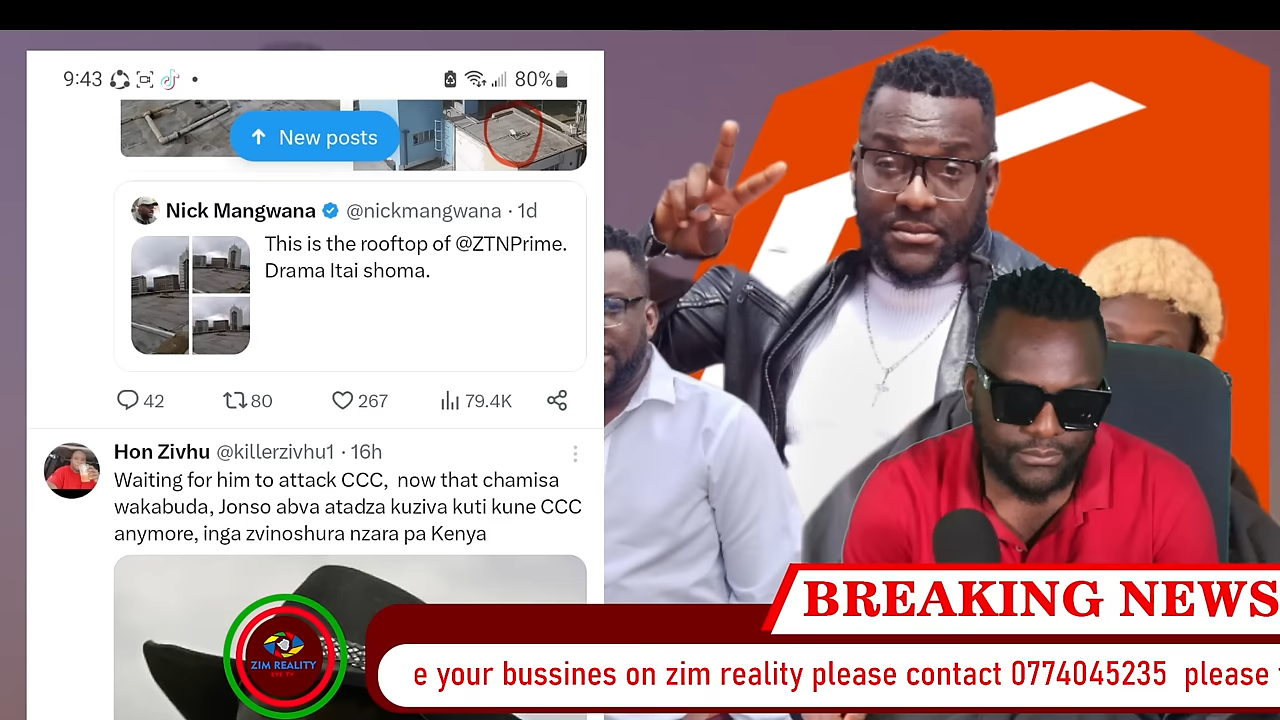 9:43
80%
New posts
Nick Mangwana @nickmangwana · 1d
This is the rooftop of @ZTNPrime.
Drama Itai shoma.
42 80 267 79.4K
Hon Zivhu @killerzivhu1 · 16h
Waiting for him to attack CCC, now that chamisa
wakabuda, Jonso abva atadza kuziva kuti kune CCC
anymore, inga zvinoshura nzara pa Kenya
BREAKING NEWS
ZIM REALITY
EYE TV
e your bussines on zim reality please contact 0774045235 please